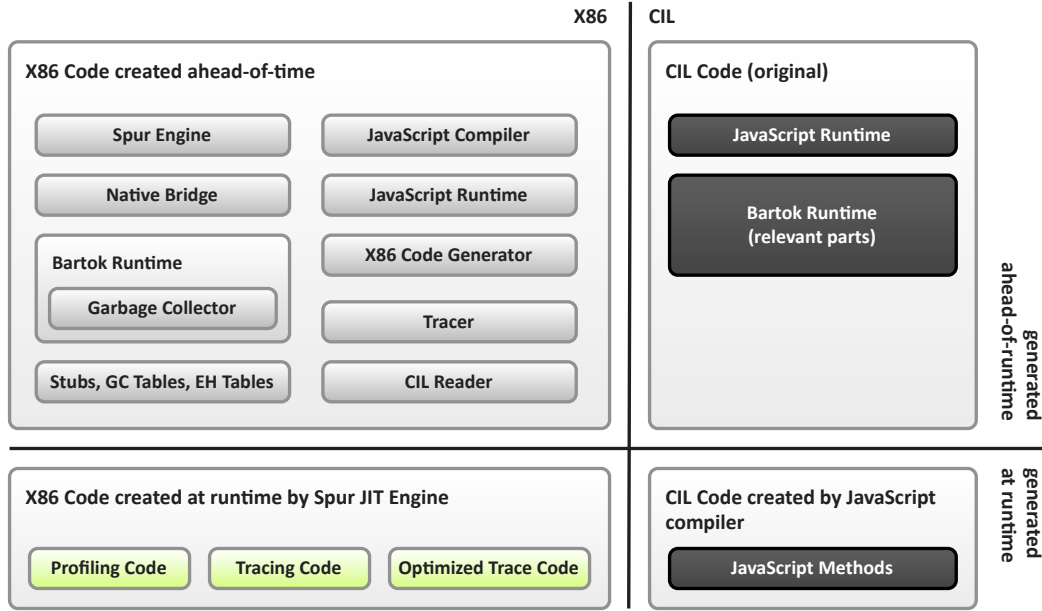 X86
CIL
X86 Code created ahead-of-time
Spur Engine
JavaScript Compiler
Native Bridge
JavaScript Runtime
Bartok Runtime
Garbage Collector
X86 Code Generator
Tracer
Stubs, GC Tables, EH Tables
CIL Reader
CIL Code (original)
JavaScript Runtime
Bartok Runtime
(relevant parts)
generated
ahead-of-runtime
X86 Code created at runtime by Spur JIT Engine
Profiling Code
Tracing Code
Optimized Trace Code
CIL Code created by JavaScript
compiler
JavaScript Methods
generated
at runtime